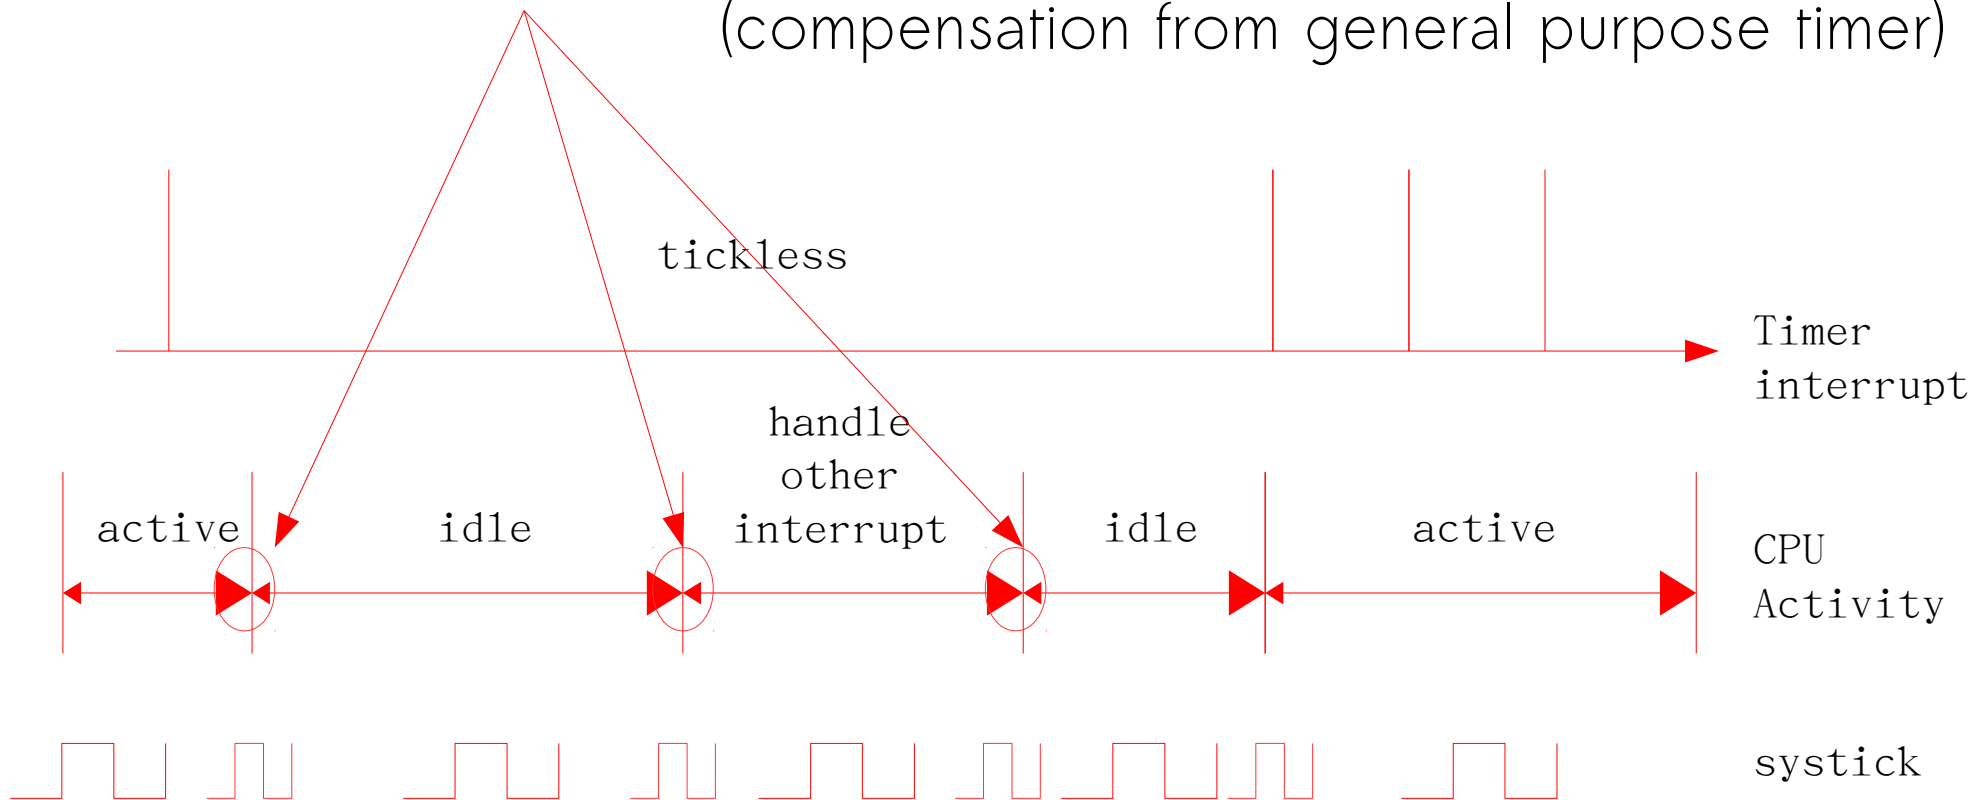 (compensation from general purpose timer)
tickless
Timer
interrupt
handle
other
interrupt
active
idle
idle
active
CPU
Activity
systick